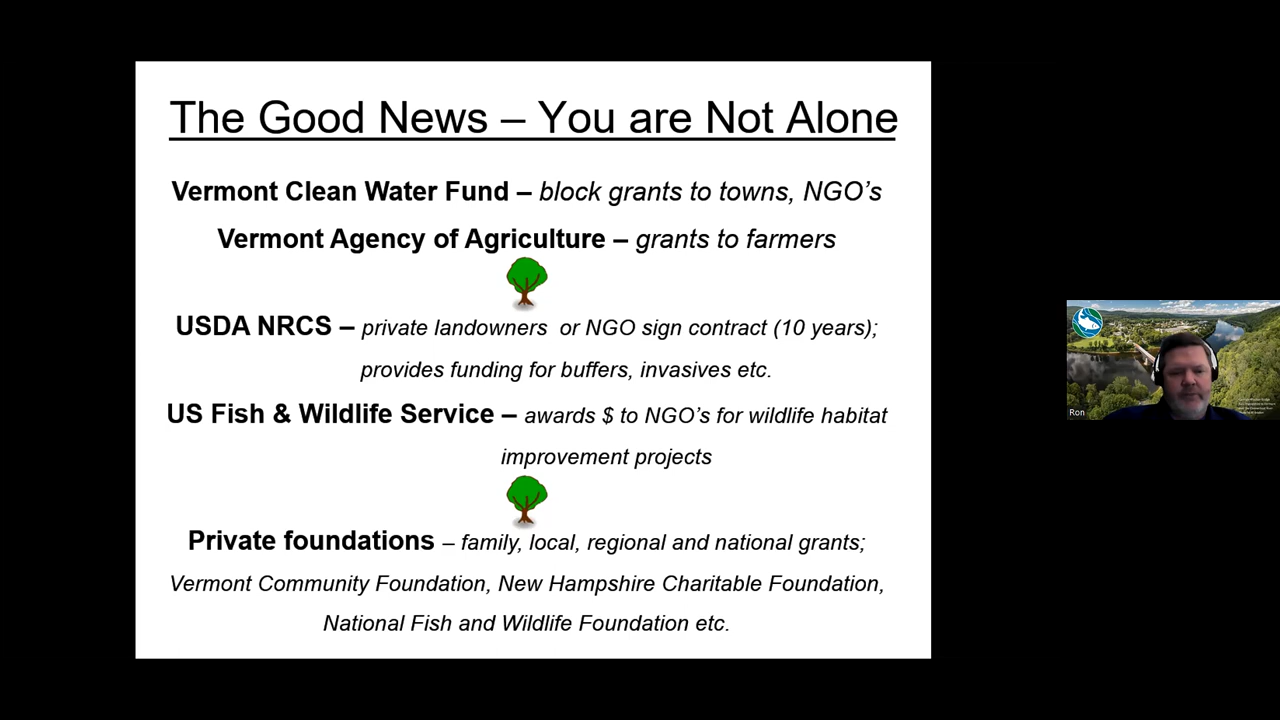 The Good News – You are Not Alone
Vermont Clean Water Fund – block grants to towns, NGO’s
Vermont Agency of Agriculture – grants to farmers
USDA NRCS – private landowners or NGO sign contract (10 years);
provides funding for buffers, invasives etc.
US Fish & Wildlife Service – awards $ to NGO’s for wildlife habitat
improvement projects
Private foundations – family, local, regional and national grants;
Vermont Community Foundation, New Hampshire Charitable Foundation,
National Fish and Wildlife Foundation etc.
Ron